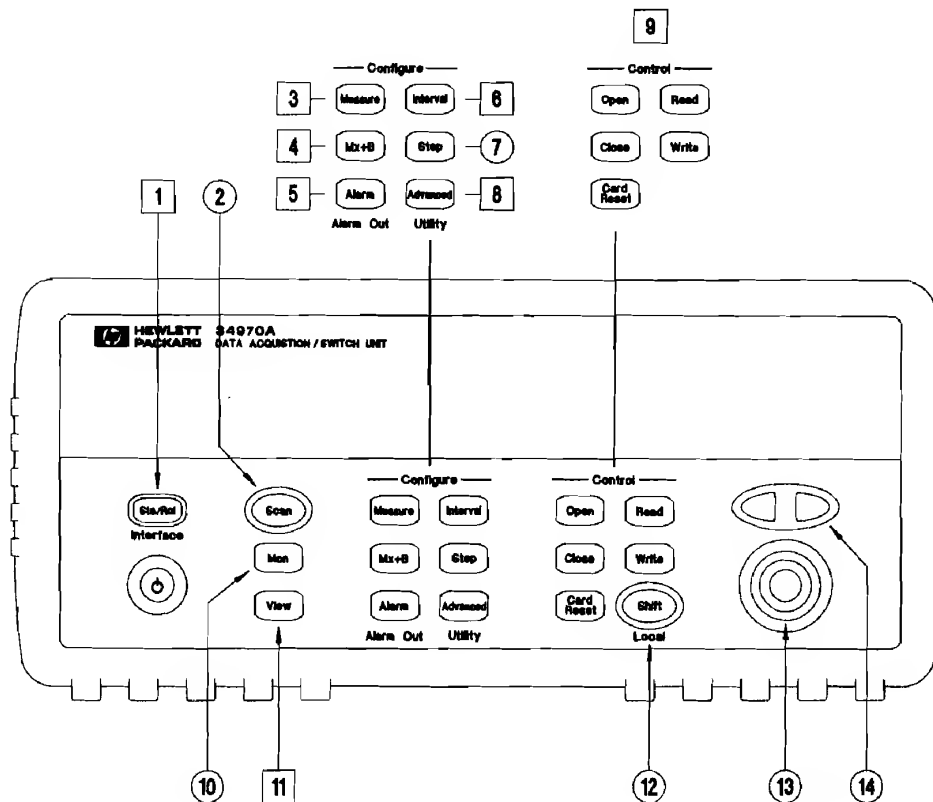 9
Configure
Control
3 Measure Interval 6
Open Read
4 Mx+B Step 7
Close Write
5 Alarm Advanced 8
Card Reset
Alarm Out Utility
1 2
hp HEWLETT PACKARD 34970A
DATA ACQUISTION / SWITCH UNIT
Configure
Control
Sto/Rcl
Interface
Scan
Measure Interval
Open Read
Mon
Mx+B Step
Close Write
View
Alarm Advanced
Card Reset
Shift
Alarm Out Utility
Local
10 11 12 13 14